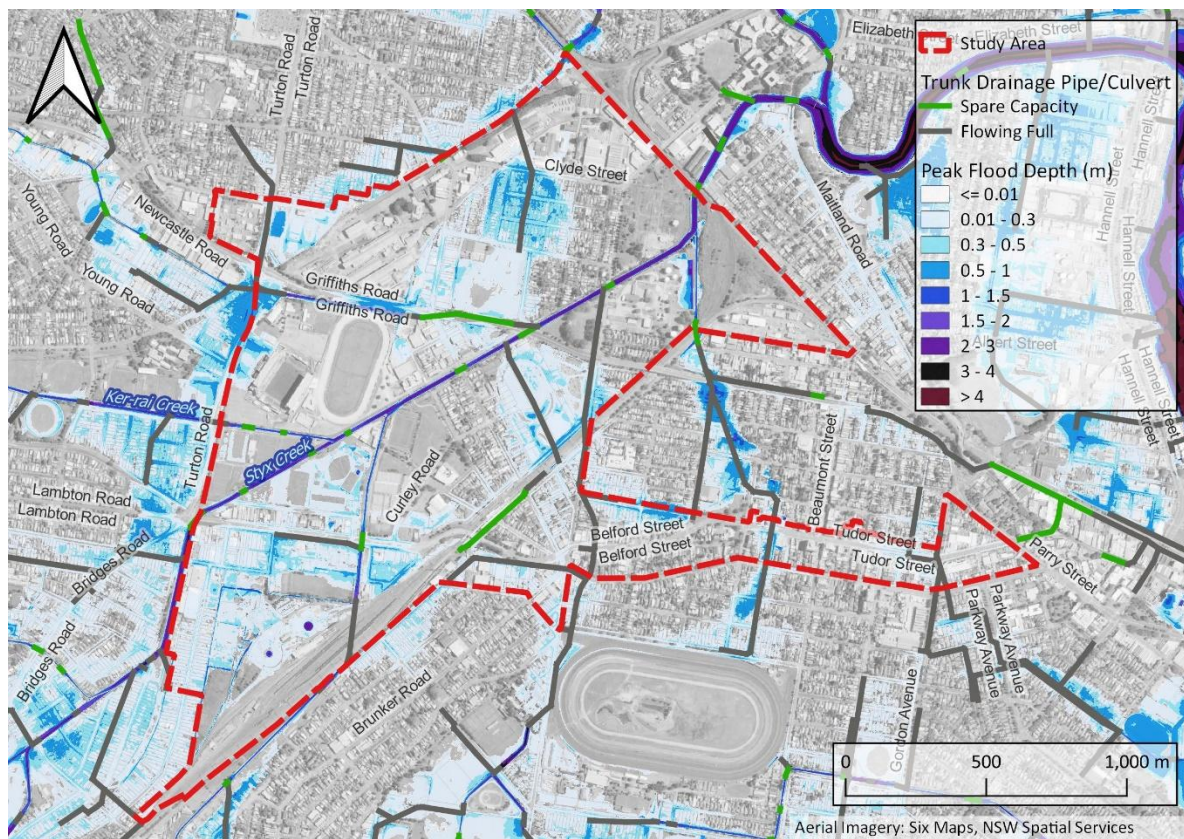 Elizabeth Street
Elizabeth Street
Study Area
Trunk Drainage Pipe/Culvert
Spare Capacity
Flowing Full
Peak Flood Depth (m)
<= 0.01
0.01 - 0.3
0.3 - 0.5
0.5 - 1
1 - 1.5
1.5 - 2
2 - 3
3 - 4
> 4
Turton Road
Turton Road
Clyde Street
Maitland Road
Hannell Street
Hannell Street
Hannell Street
Hannell Street
Albert Street
Hannell Street
Hannell Street
Young Road
Newcastle Road
Young Road
Griffiths Road
Griffiths Road
Ker-rai Creek
Turton Road
Styx Creek
Curley Road
Lambton Road
Lambton Road
Bridges Road
Bridges Road
Beaumont Street
Belford Street
Belford Street
Tudor Street
Tudor Street
Parry Street
Parkway Avenue
Parkway Avenue
Brunker Road
Gordon Avenue
0 500 1,000 m
Aerial Imagery: Six Maps, NSW Spatial Services